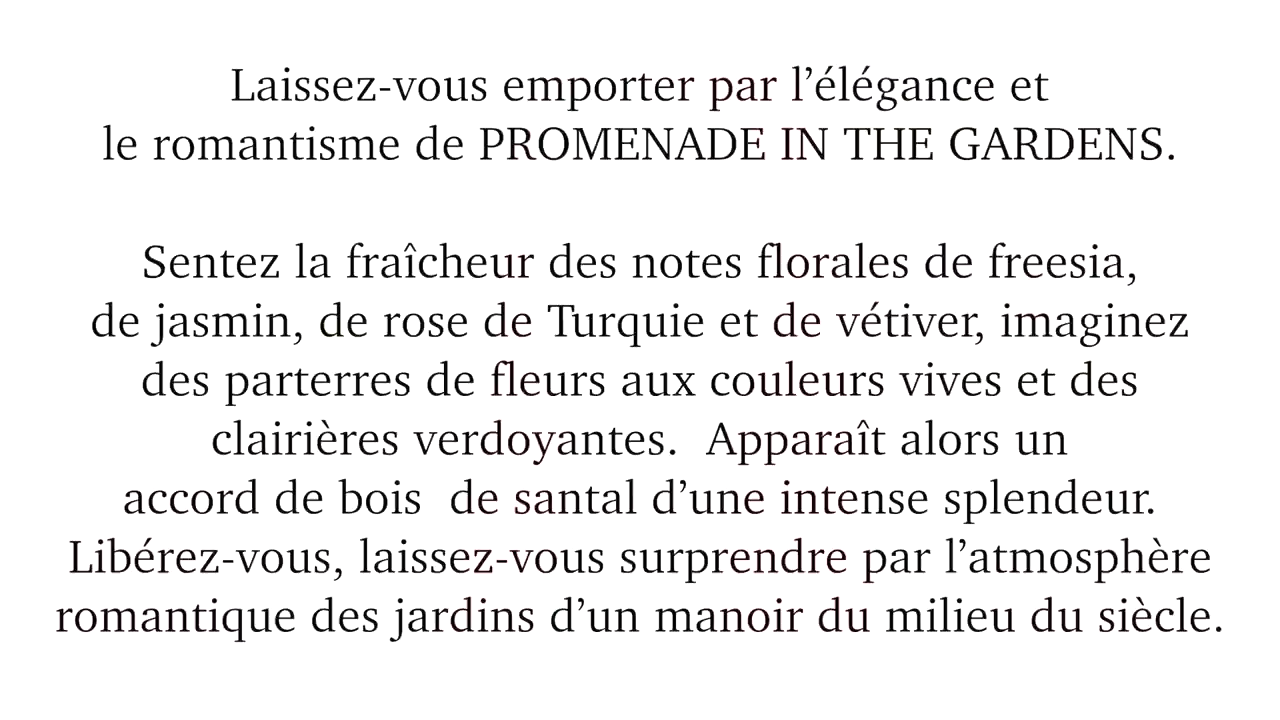 Laissez-vous emporter par l’élégance et
le romantisme de PROMENADE IN THE GARDENS.
Sentez la fraîcheur des notes florales de freesia,
de jasmin, de rose de Turquie et de vétiver, imaginez
des parterres de fleurs aux couleurs vives et des
clairières verdoyantes.  Apparaît alors un
accord de bois  de santal d’une intense splendeur.
Libérez-vous, laissez-vous surprendre par l’atmosphère
romantique des jardins d’un manoir du milieu du siècle.